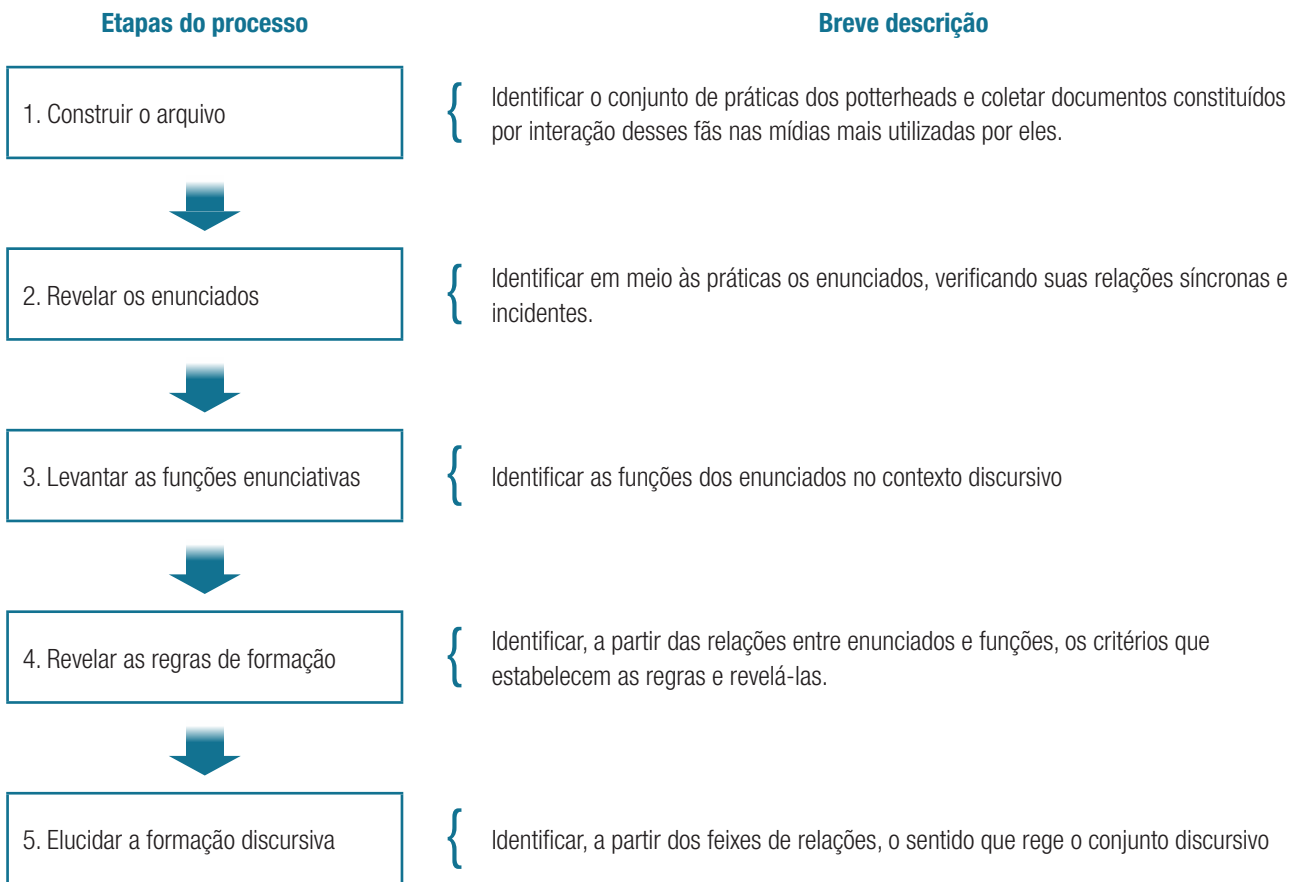 Etapas do processo
Breve descrição
1. Construir o arquivo
Identificar o conjunto de práticas dos potterheads e coletar documentos constituídos
por interação desses fãs nas mídias mais utilizadas por eles.
2. Revelar os enunciados
Identificar em meio às práticas os enunciados, verificando suas relações síncronas e
incidentes.
3. Levantar as funções enunciativas
Identificar as funções dos enunciados no contexto discursivo
4. Revelar as regras de formação
Identificar, a partir das relações entre enunciados e funções, os critérios que
estabelecem as regras e revelá-las.
5. Elucidar a formação discursiva
Identificar, a partir dos feixes de relações, o sentido que rege o conjunto discursivo